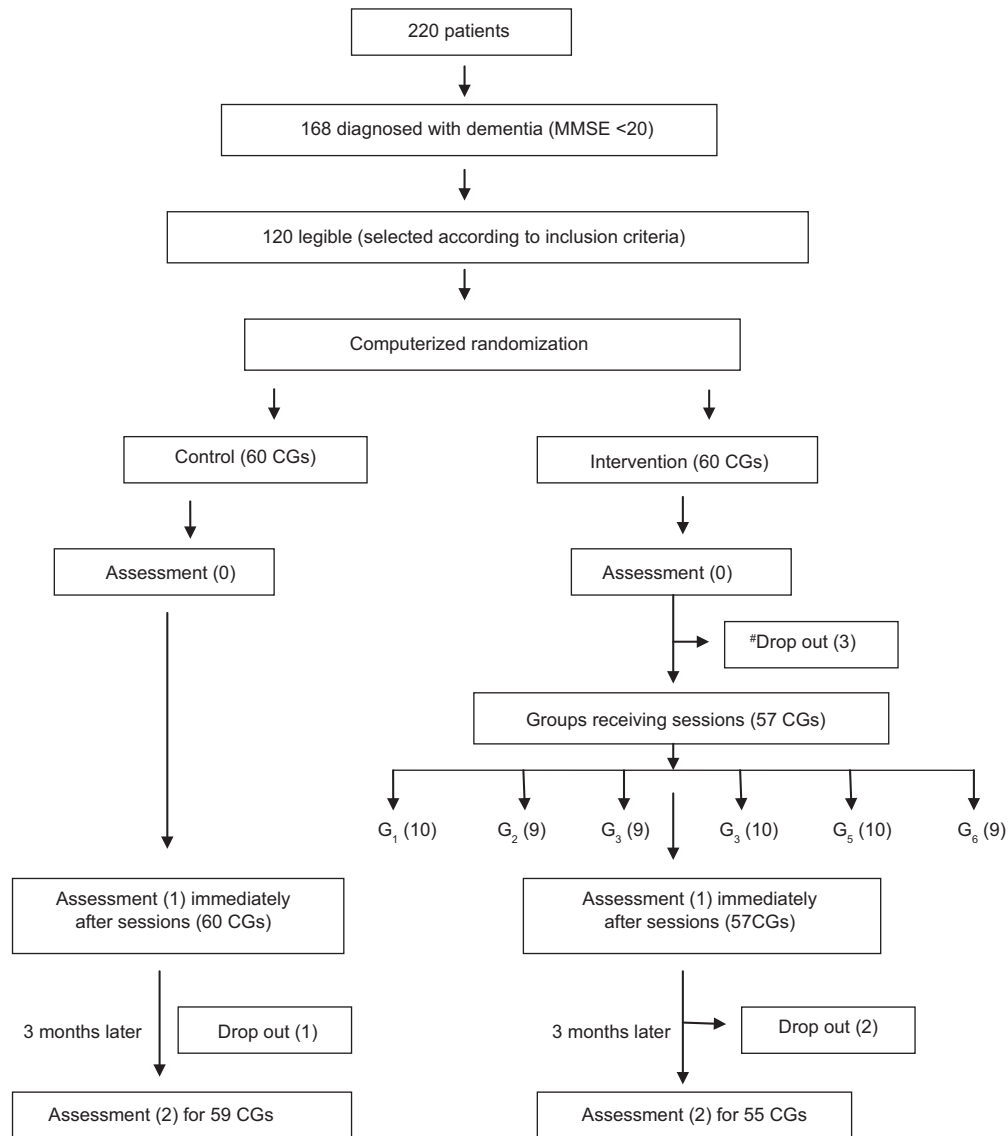 220 patients
168 diagnosed with dementia (MMSE <20)
120 legible (selected according to inclusion criteria)
Computerized randomization
Control (60 CGs)
Intervention (60 CGs)
Assessment (0)
Assessment (0)
#Drop out (3)
Groups receiving sessions (57 CGs)
G1 (10)
G2 (9)
G3 (9)
G3 (10)
G5 (10)
G6 (9)
Assessment (1) immediately
after sessions (60 CGs)
Assessment (1) immediately
after sessions (57CGs)
3 months later
Drop out (1)
3 months later
Drop out (2)
Assessment (2) for 59 CGs
Assessment (2) for 55 CGs